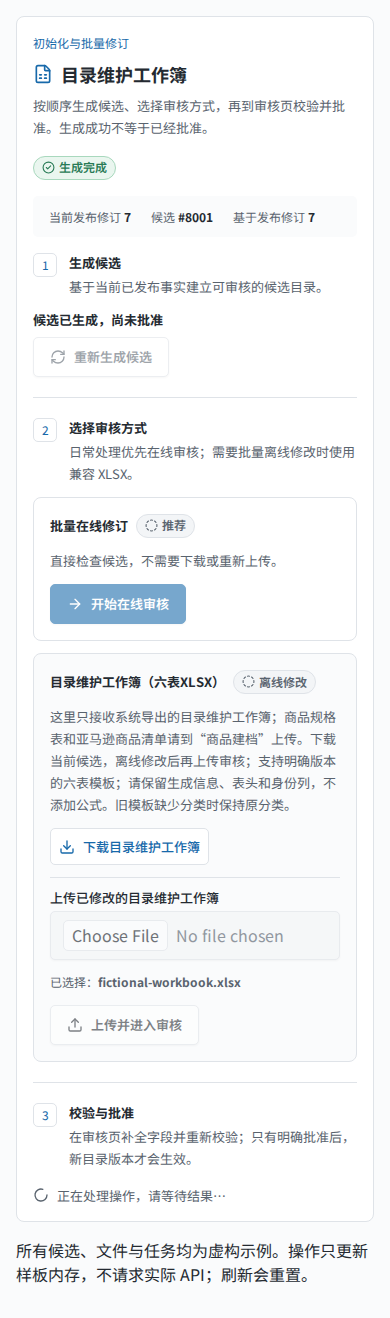 初始化与批量修订
目录维护工作簿
按顺序生成候选、选择审核方式，再到审核页校验并批
准。生成成功不等于已经批准。
生成完成
当前发布修订 7 候选 #8001 基于发布修订 7
1 生成候选
基于当前已发布事实建立可审核的候选目录。
候选已生成，尚未批准
重新生成候选
2 选择审核方式
日常处理优先在线审核；需要批量离线修改时使用
兼容 XLSX。
批量在线修订 推荐
直接检查候选，不需要下载或重新上传。
开始在线审核
目录维护工作簿（六表XLSX） 离线修改
这里只接收系统导出的目录维护工作簿；商品规格
表和亚马逊商品清单请到“商品建档”上传。下载
当前候选，离线修改后再上传审核；支持明确版本
的六表模板；请保留生成信息、表头和身份列，不
添加公式。旧模板缺少分类时保持原分类。
下载目录维护工作簿
上传已修改的目录维护工作簿
Choose File No file chosen
已选择：fictional-workbook.xlsx
上传并进入审核
3 校验与批准
在审核页补全字段并重新校验；只有明确批准后，
新目录版本才会生效。
正在处理操作，请等待结果…
所有候选、文件与任务均为虚构示例。操作只更新
样板内存，不请求实际 API；刷新会重置。